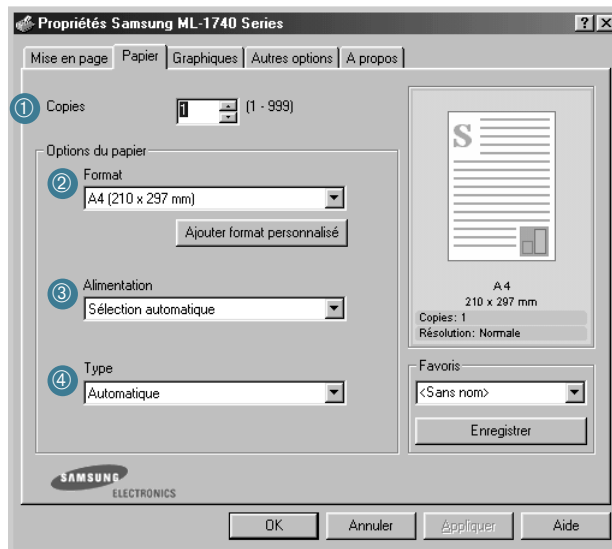 Propriétés Samsung ML-1740 Series
Mise en page Papier Graphiques Autres options A propos
① Copies 1 (1 - 999)
Options du papier
② Format
A4 (210 x 297 mm)
Ajouter format personnalisé
③ Alimentation
Sélection automatique
④ Type
Automatique
S
A4
210 x 297 mm
Copies: 1
Résolution: Normale
Favoris
<Sans nom>
Enregistrer
SAMSUNG
ELECTRONICS
OK Annuler Appliquer Aide